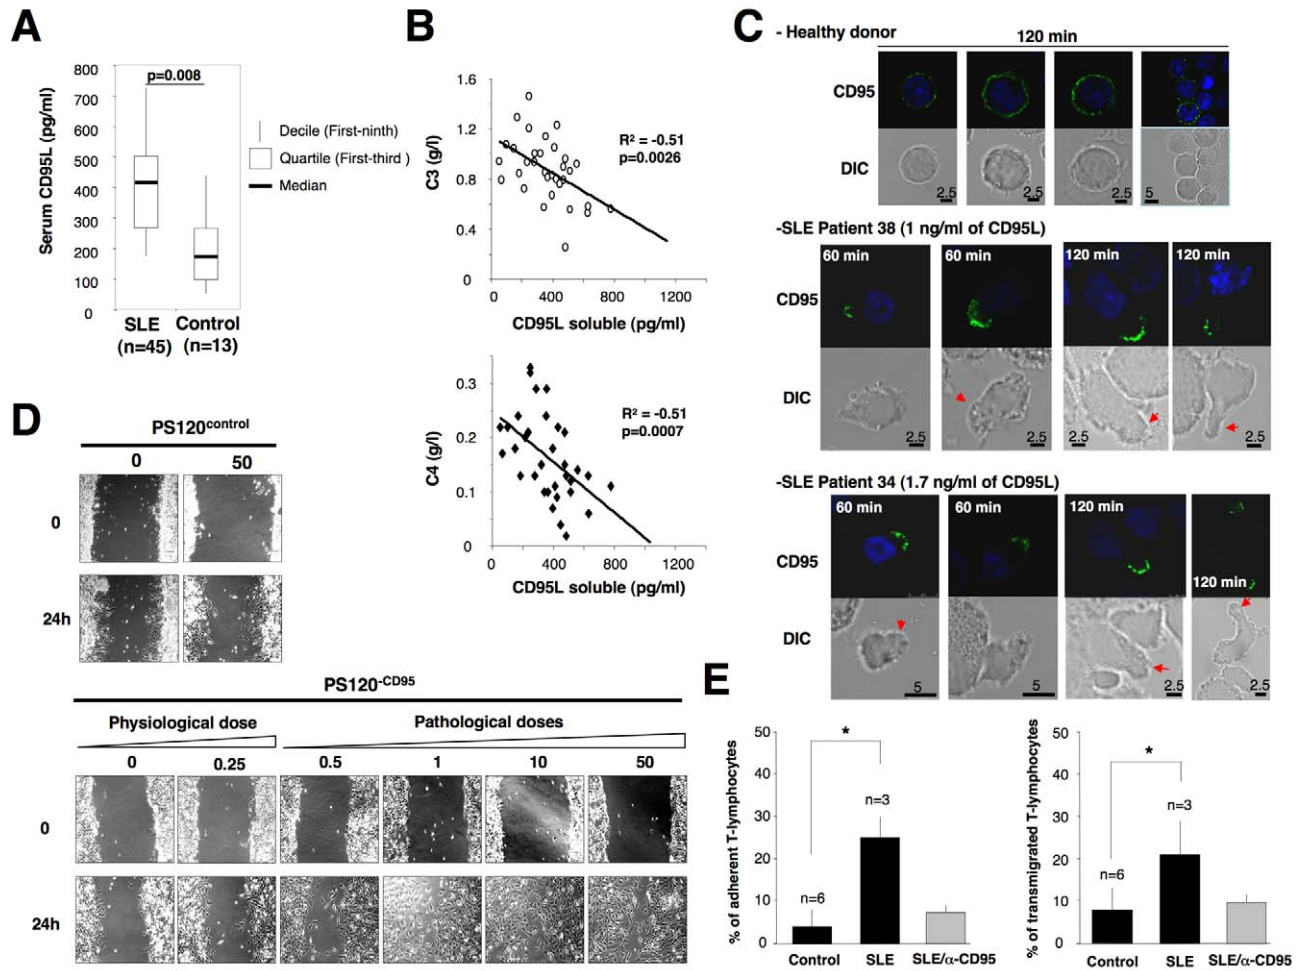 A
800
700
600
500
400
300
200
100
0
Serum CD95L (pg/ml)
p=0.008
SLE
(n=45)
Control
(n=13)
Decile (First-ninth)
Quartile (First-third )
Median
B
1.6
1.2
0.8
0.4
0
C3 (g/l)
R² = -0.51
p=0.0026
0
400
800
1200
CD95L soluble (pg/ml)
0.3
0.2
0.1
0
C4 (g/l)
R² = -0.51
p=0.0007
0
400
800
1200
CD95L soluble (pg/ml)
C
- Healthy donor
120 min
CD95
DIC
2.5
2.5
2.5
5
-SLE Patient 38 (1 ng/ml of CD95L)
60 min
60 min
120 min
120 min
CD95
DIC
2.5
2.5
2.5
2.5
-SLE Patient 34 (1.7 ng/ml of CD95L)
60 min
60 min
120 min
120 min
CD95
DIC
5
5
2.5
2.5
D
PS120control
0
50
0
24h
PS120-CD95
Physiological dose
Pathological doses
0
0.25
0.5
1
10
50
0
24h
E
50
40
30
20
10
0
% of adherent T-lymphocytes
*
n=6
n=3
Control
SLE
SLE/α-CD95
50
40
30
20
10
0
% of transmigrated T-lymphocytes
*
n=6
n=3
Control
SLE
SLE/α-CD95